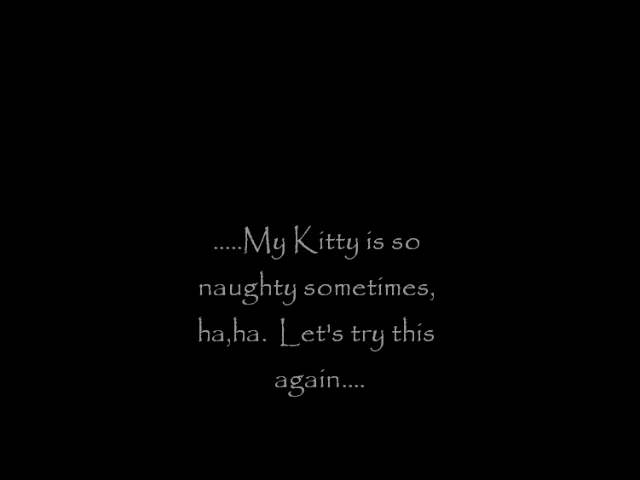 .....My Kitty is so
naughty sometimes,
ha,ha.  Let's try this
again....